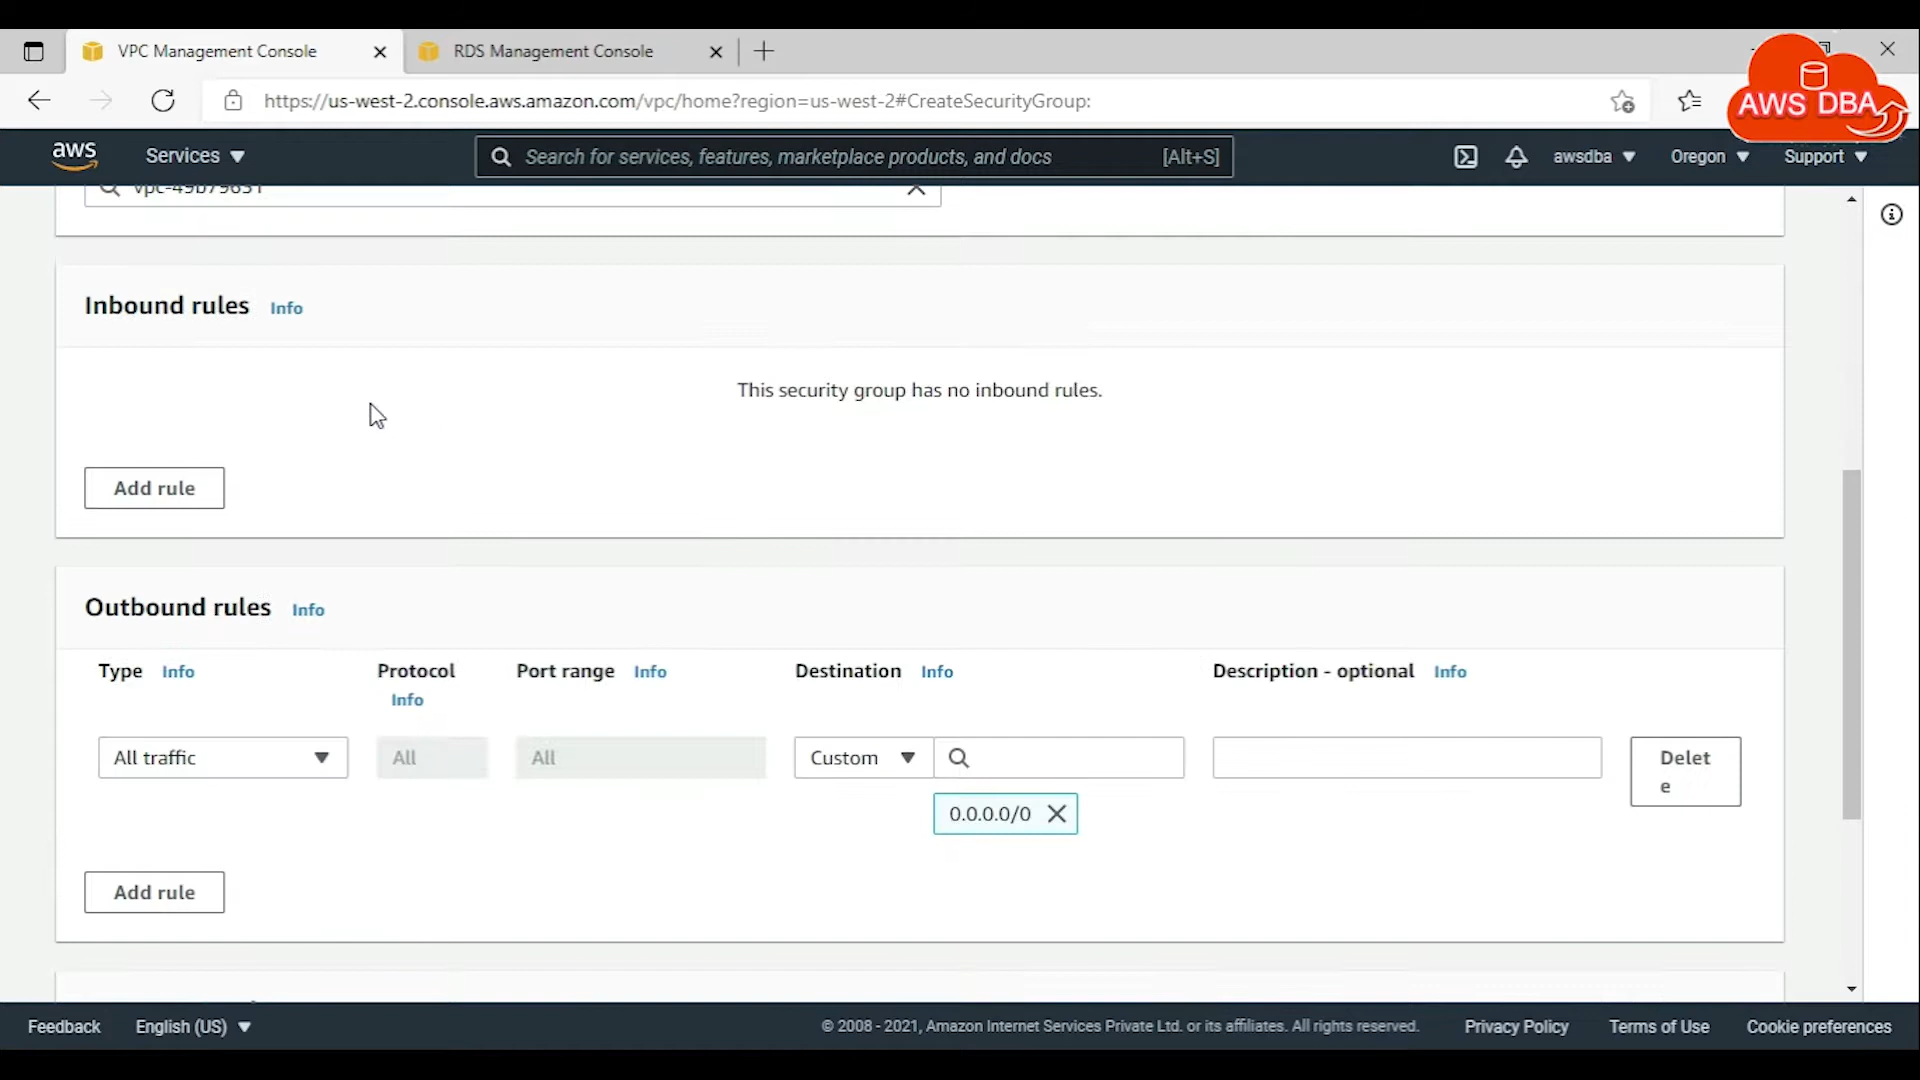 VPC Management Console
RDS Management Console
https://us-west-2.console.aws.amazon.com/vpc/home?region=us-west-2#CreateSecurityGroup:
AWS DBA
aws
Services
Search for services, features, marketplace products, and docs
[Alt+S]
awsdba
Oregon
Support
vpc-49b79631
Inbound rules
Info
This security group has no inbound rules.
Add rule
Outbound rules
Info
Type Info
Protocol
Info
Port range Info
Destination Info
Description - optional Info
All traffic
All
All
Custom
Delet
e
0.0.0.0/0
Add rule
Feedback
English (US)
© 2008 - 2021, Amazon Internet Services Private Ltd. or its affiliates. All rights reserved.
Privacy Policy
Terms of Use
Cookie preferences